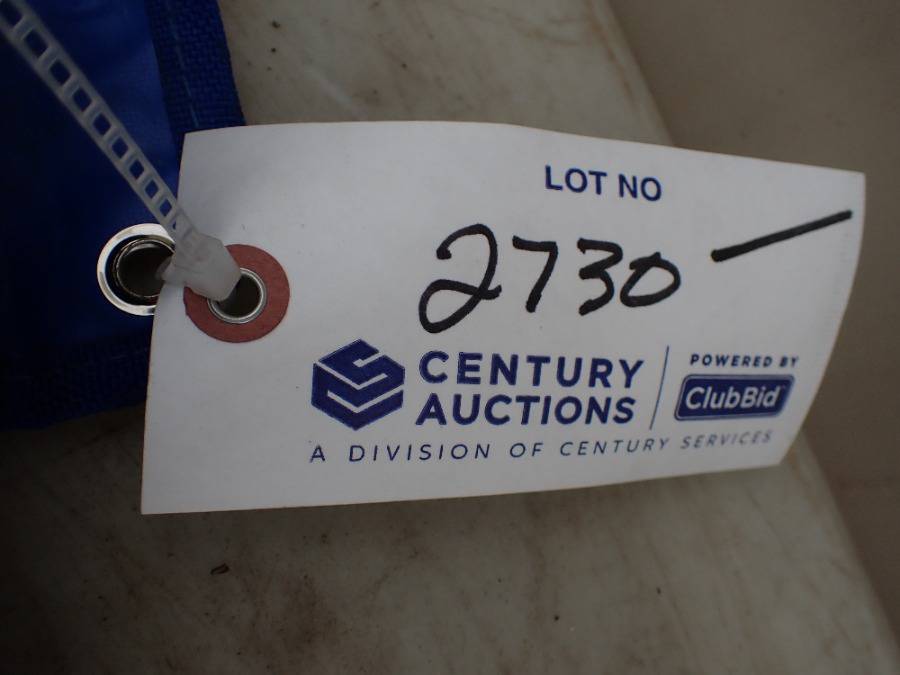 LOT NO
2730 —
CENTURY
AUCTIONS
POWERED BY
ClubBid
A DIVISION OF CENTURY SERVICES